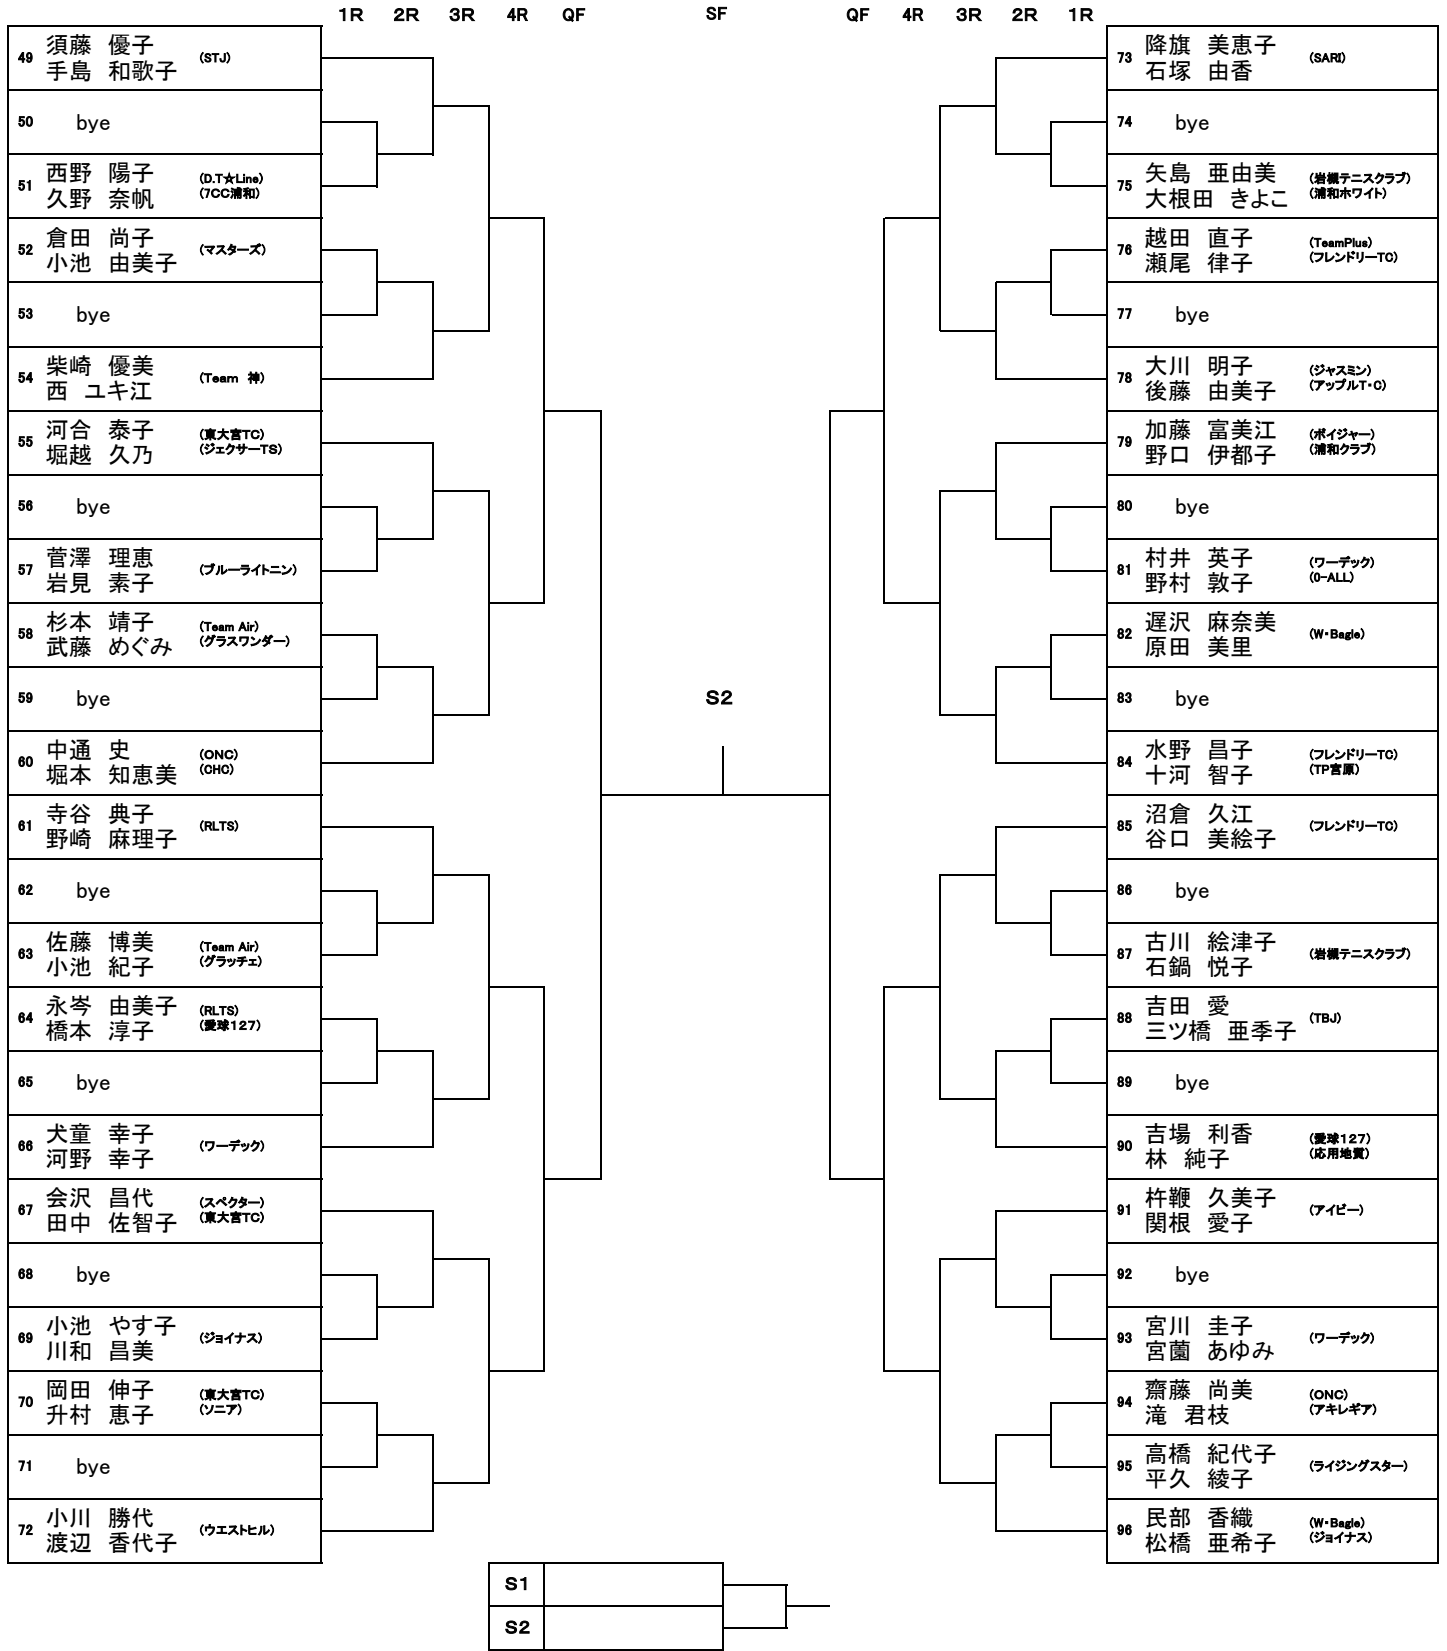 1R 2R 3R 4R QF SF QF 4R 3R 2R 1R
49 須藤 優子 (STJ)
手島 和歌子
50 bye
51 西野 陽子 (D.T☆Line)
久野 奈帆 (7CC浦和)
52 倉田 尚子 (マスターズ)
小池 由美子
53 bye
54 柴崎 優美 (Team 神)
西 ユキ江
55 河合 泰子 (東大宮TC)
堀越 久乃 (ジェクサーTS)
56 bye
57 菅澤 理恵 (ブルーライトニン)
岩見 素子
58 杉本 靖子 (Team Air)
武藤 めぐみ (グラスワンダー)
59 bye
60 中通 史 (ONC)
堀本 知恵美 (CHC)
61 寺谷 典子 (RLTS)
野崎 麻理子
62 bye
63 佐藤 博美 (Team Air)
小池 紀子 (グラッチェ)
64 永岑 由美子 (RLTS)
橋本 淳子 (愛球127)
65 bye
66 犬童 幸子 (ワーデック)
河野 幸子
67 会沢 昌代 (スペクター)
田中 佐智子 (東大宮TC)
68 bye
69 小池 やす子 (ジョイナス)
川和 昌美
70 岡田 伸子 (東大宮TC)
升村 恵子 (ソニア)
71 bye
72 小川 勝代 (ウエストヒル)
渡辺 香代子
S2
73 降旗 美恵子 (SARI)
石塚 由香
74 bye
75 矢島 亜由美 (岩槻テニスクラブ)
大根田 きよこ (浦和ホワイト)
76 越田 直子 (TeamPlus)
瀬尾 律子 (フレンドリーTC)
77 bye
78 大川 明子 (ジャスミン)
後藤 由美子 (アップルT・C)
79 加藤 富美江 (ボイジャー)
野口 伊都子 (浦和クラブ)
80 bye
81 村井 英子 (ワーデック)
野村 敦子 (O-ALL)
82 遅沢 麻奈美 (W・Bagle)
原田 美里
83 bye
84 水野 昌子 (フレンドリーTC)
十河 智子 (TP宮原)
85 沼倉 久江 (フレンドリーTC)
谷口 美絵子
86 bye
87 古川 絵津子 (岩槻テニスクラブ)
石鍋 悦子
88 吉田 愛 (TBJ)
三ツ橋 亜季子
89 bye
90 吉場 利香 (愛球127)
林 純子 (応用地質)
91 杵鞭 久美子 (アイビー)
関根 愛子
92 bye
93 宮川 圭子 (ワーデック)
宮薗 あゆみ
94 齋藤 尚美 (ONC)
滝 君枝 (アキレギア)
95 高橋 紀代子 (ライジングスター)
平久 綾子
96 民部 香織 (W・Bagle)
松橋 亜希子 (ジョイナス)
S1
S2